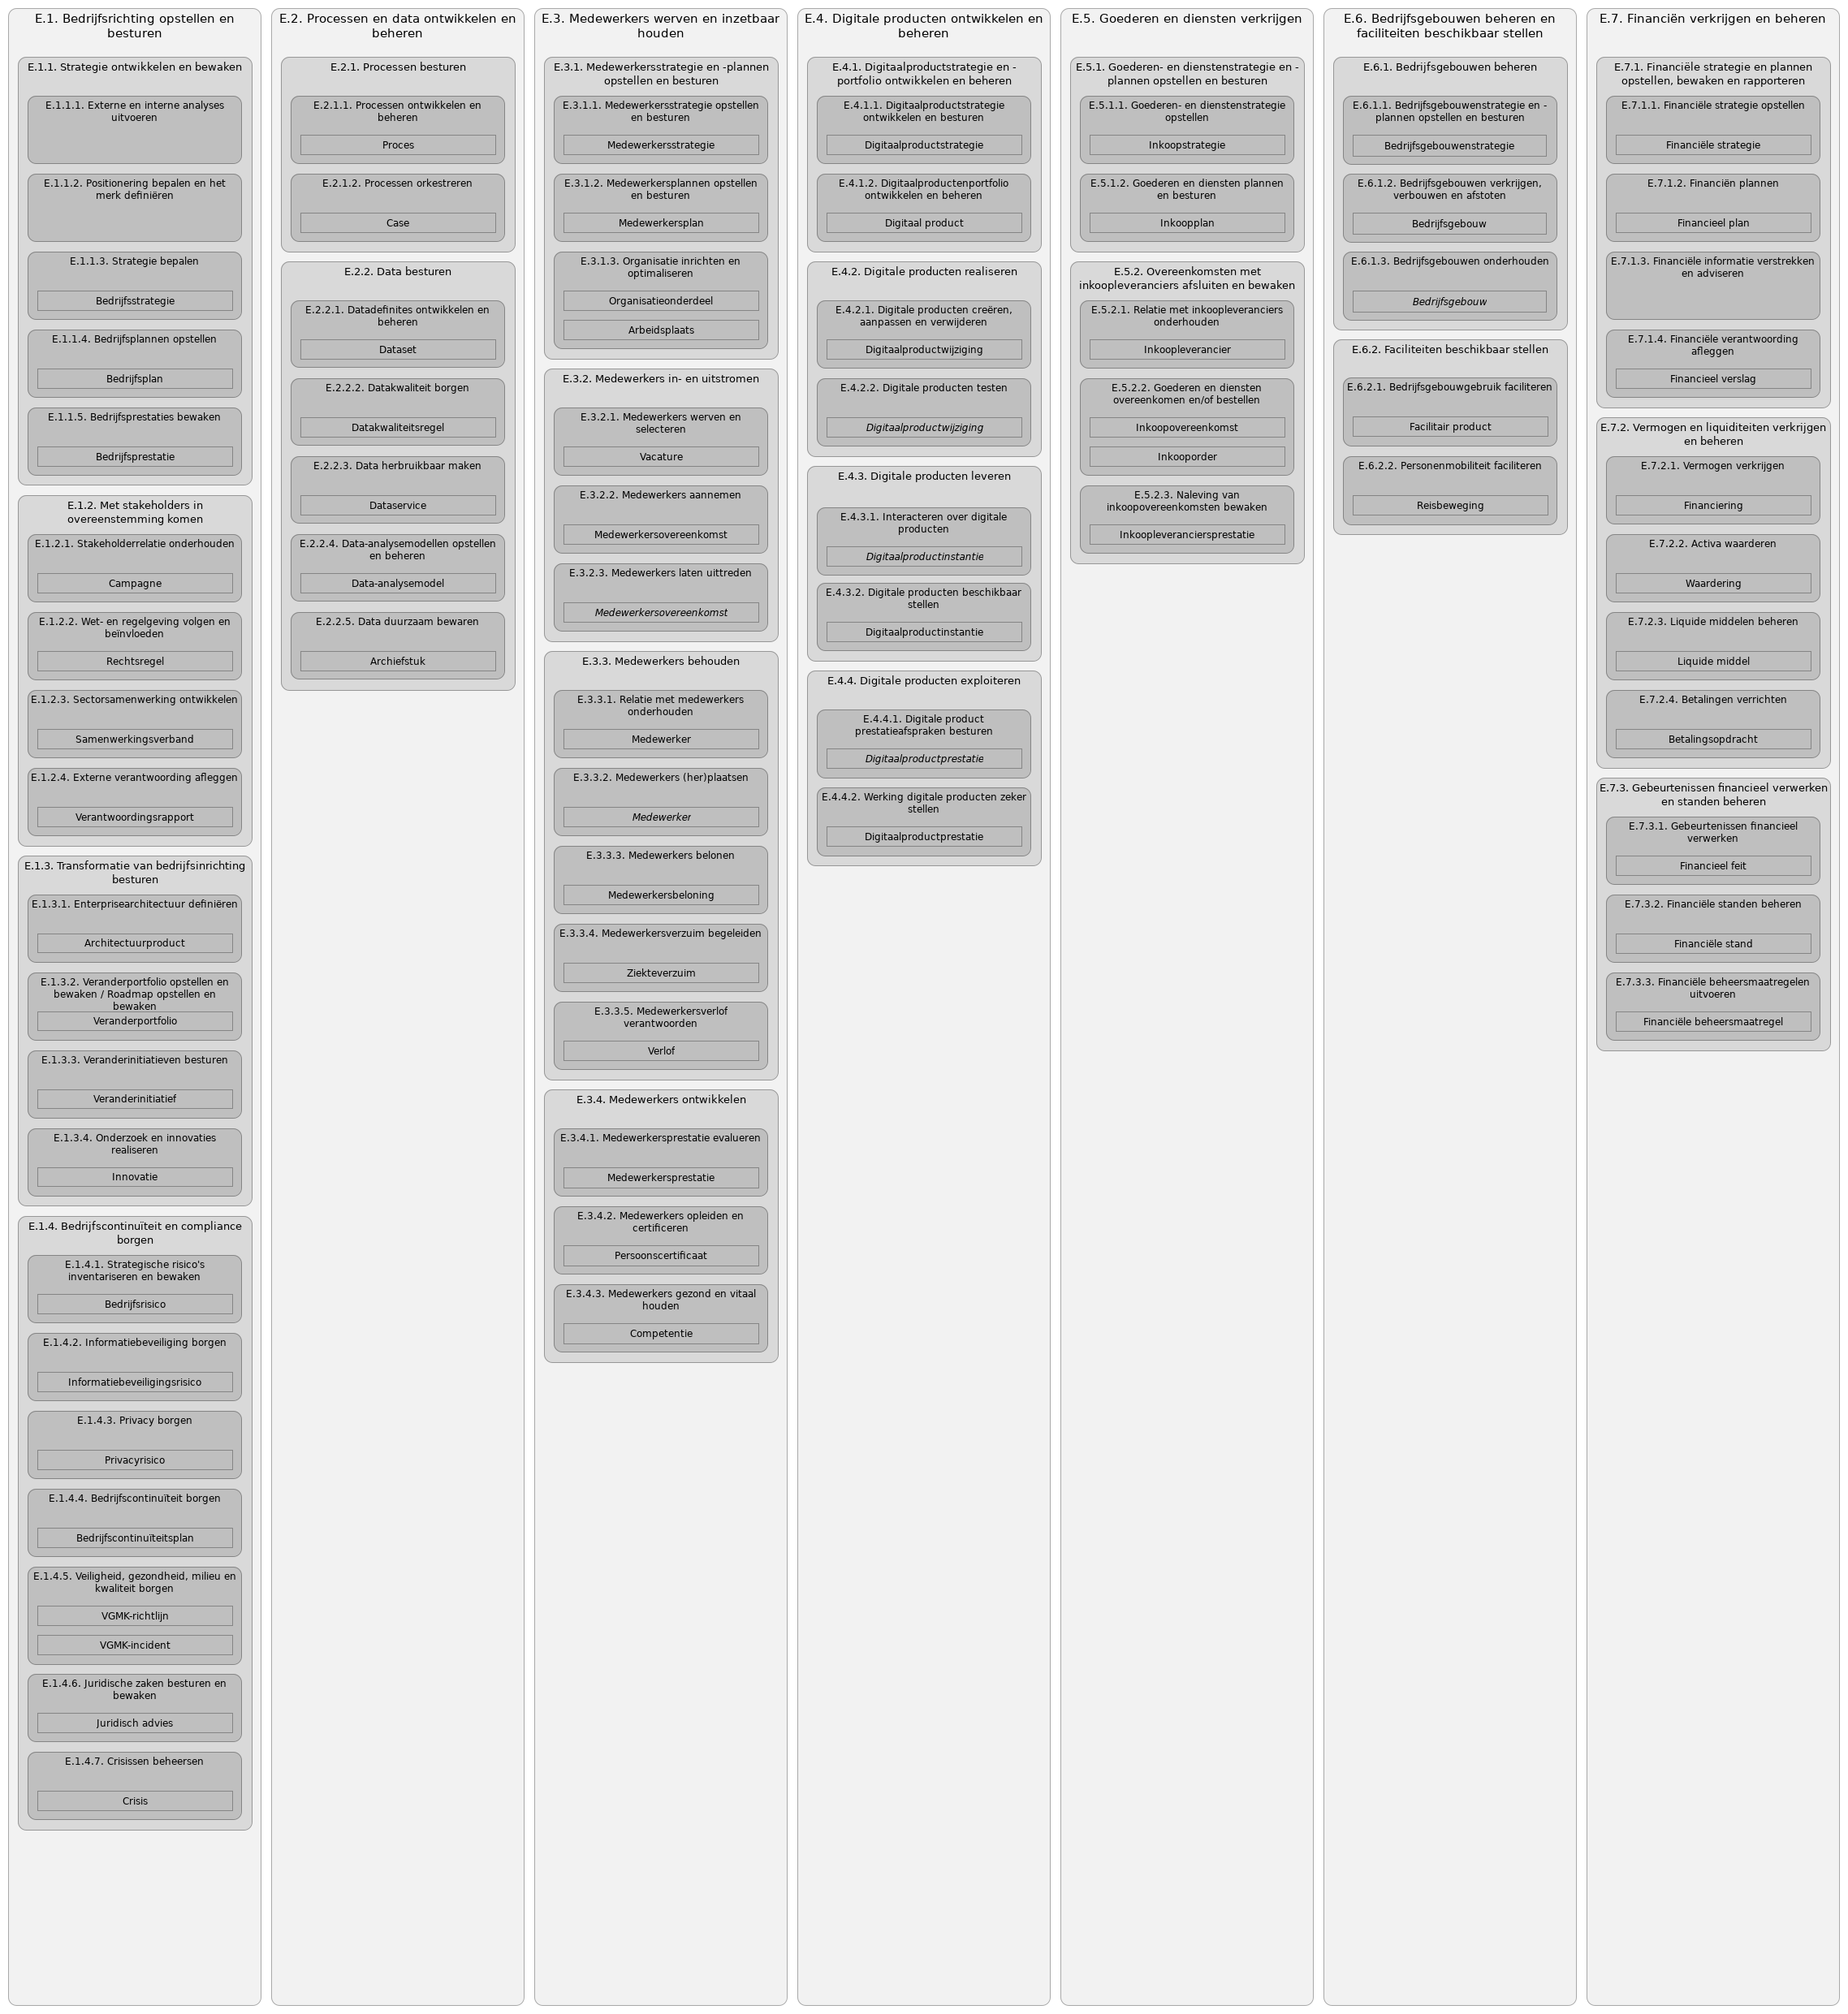 E.1. Bedrijfsrichting opstellen en
besturen
E.1.1. Strategie ontwikkelen en bewaken
E.1.1.1. Externe en interne analyses
uitvoeren
E.1.1.2. Positionering bepalen en het
merk definiëren
E.1.1.3. Strategie bepalen
Bedrijfsstrategie
E.1.1.4. Bedrijfsplannen opstellen
Bedrijfsplan
E.1.1.5. Bedrijfsprestaties bewaken
Bedrijfsprestatie
E.1.2. Met stakeholders in
overeenstemming komen
E.1.2.1. Stakeholderrelatie onderhouden
Campagne
E.1.2.2. Wet- en regelgeving volgen en
beïnvloeden
Rechtsregel
E.1.2.3. Sectorsamenwerking ontwikkelen
Samenwerkingsverband
E.1.2.4. Externe verantwoording afleggen
Verantwoordingsrapport
E.1.3. Transformatie van bedrijfsinrichting
besturen
E.1.3.1. Enterprisearchitectuur definiëren
Architectuurproduct
E.1.3.2. Veranderportfolio opstellen en
bewaken / Roadmap opstellen en
bewaken
Veranderportfolio
E.1.3.3. Veranderinitiatieven besturen
Veranderinitiatief
E.1.3.4. Onderzoek en innovaties
realiseren
Innovatie
E.1.4. Bedrijfscontinuïteit en compliance
borgen
E.1.4.1. Strategische risico's
inventariseren en bewaken
Bedrijfsrisico
E.1.4.2. Informatiebeveiliging borgen
Informatiebeveiligingsrisico
E.1.4.3. Privacy borgen
Privacyrisico
E.1.4.4. Bedrijfscontinuïteit borgen
Bedrijfscontinuïteitsplan
E.1.4.5. Veiligheid, gezondheid, milieu en
kwaliteit borgen
VGMK-richtlijn
VGMK-incident
E.1.4.6. Juridische zaken besturen en
bewaken
Juridisch advies
E.1.4.7. Crisissen beheersen
Crisis
E.2. Processen en data ontwikkelen en
beheren
E.2.1. Processen besturen
E.2.1.1. Processen ontwikkelen en
beheren
Proces
E.2.1.2. Processen orkestreren
Case
E.2.2. Data besturen
E.2.2.1. Datadefinites ontwikkelen en
beheren
Dataset
E.2.2.2. Datakwaliteit borgen
Datakwaliteitsregel
E.2.2.3. Data herbruikbaar maken
Dataservice
E.2.2.4. Data-analysemodellen opstellen
en beheren
Data-analysemodel
E.2.2.5. Data duurzaam bewaren
Archiefstuk
E.3. Medewerkers werven en inzetbaar
houden
E.3.1. Medewerkersstrategie en -plannen
opstellen en besturen
E.3.1.1. Medewerkersstrategie opstellen
en besturen
Medewerkersstrategie
E.3.1.2. Medewerkersplannen opstellen
en besturen
Medewerkersplan
E.3.1.3. Organisatie inrichten en
optimaliseren
Organisatieonderdeel
Arbeidsplaats
E.3.2. Medewerkers in- en uitstromen
E.3.2.1. Medewerkers werven en
selecteren
Vacature
E.3.2.2. Medewerkers aannemen
Medewerkersovereenkomst
E.3.2.3. Medewerkers laten uittreden
Medewerkersovereenkomst
E.3.3. Medewerkers behouden
E.3.3.1. Relatie met medewerkers
onderhouden
Medewerker
E.3.3.2. Medewerkers (her)plaatsen
Medewerker
E.3.3.3. Medewerkers belonen
Medewerkersbeloning
E.3.3.4. Medewerkersverzuim begeleiden
Ziekteverzuim
E.3.3.5. Medewerkersverlof
verantwoorden
Verlof
E.3.4. Medewerkers ontwikkelen
E.3.4.1. Medewerkersprestatie evalueren
Medewerkersprestatie
E.3.4.2. Medewerkers opleiden en
certificeren
Persoonscertificaat
E.3.4.3. Medewerkers gezond en vitaal
houden
Competentie
E.4. Digitale producten ontwikkelen en
beheren
E.4.1. Digitaalproductstrategie en -
portfolio ontwikkelen en beheren
E.4.1.1. Digitaalproductstrategie
ontwikkelen en besturen
Digitaalproductstrategie
E.4.1.2. Digitaalproductenportfolio
ontwikkelen en beheren
Digitaal product
E.4.2. Digitale producten realiseren
E.4.2.1. Digitale producten creëren,
aanpassen en verwijderen
Digitaalproductwijziging
E.4.2.2. Digitale producten testen
Digitaalproductwijziging
E.4.3. Digitale producten leveren
E.4.3.1. Interacteren over digitale
producten
Digitaalproductinstantie
E.4.3.2. Digitale producten beschikbaar
stellen
Digitaalproductinstantie
E.4.4. Digitale producten exploiteren
E.4.4.1. Digitale product
prestatieafspraken besturen
Digitaalproductprestatie
E.4.4.2. Werking digitale producten zeker
stellen
Digitaalproductprestatie
E.5. Goederen en diensten verkrijgen
E.5.1. Goederen- en dienstenstrategie en -
plannen opstellen en besturen
E.5.1.1. Goederen- en dienstenstrategie
opstellen
Inkoopstrategie
E.5.1.2. Goederen en diensten plannen
en besturen
Inkoopplan
E.5.2. Overeenkomsten met
inkoopleveranciers afsluiten en bewaken
E.5.2.1. Relatie met inkoopleveranciers
onderhouden
Inkoopleverancier
E.5.2.2. Goederen en diensten
overeenkomen en/of bestellen
Inkoopovereenkomst
Inkooporder
E.5.2.3. Naleving van
inkoopovereenkomsten bewaken
Inkoopleveranciersprestatie
E.6. Bedrijfsgebouwen beheren en
faciliteiten beschikbaar stellen
E.6.1. Bedrijfsgebouwen beheren
E.6.1.1. Bedrijfsgebouwenstrategie en -
plannen opstellen en besturen
Bedrijfsgebouwenstrategie
E.6.1.2. Bedrijfsgebouwen verkrijgen,
verbouwen en afstoten
Bedrijfsgebouw
E.6.1.3. Bedrijfsgebouwen onderhouden
Bedrijfsgebouw
E.6.2. Faciliteiten beschikbaar stellen
E.6.2.1. Bedrijfsgebouwgebruik faciliteren
Facilitair product
E.6.2.2. Personenmobiliteit faciliteren
Reisbeweging
E.7. Financiën verkrijgen en beheren
E.7.1. Financiële strategie en plannen
opstellen, bewaken en rapporteren
E.7.1.1. Financiële strategie opstellen
Financiële strategie
E.7.1.2. Financiën plannen
Financieel plan
E.7.1.3. Financiële informatie verstrekken
en adviseren
E.7.1.4. Financiële verantwoording
afleggen
Financieel verslag
E.7.2. Vermogen en liquiditeiten verkrijgen
en beheren
E.7.2.1. Vermogen verkrijgen
Financiering
E.7.2.2. Activa waarderen
Waardering
E.7.2.3. Liquide middelen beheren
Liquide middel
E.7.2.4. Betalingen verrichten
Betalingsopdracht
E.7.3. Gebeurtenissen financieel verwerken
en standen beheren
E.7.3.1. Gebeurtenissen financieel
verwerken
Financieel feit
E.7.3.2. Financiële standen beheren
Financiële stand
E.7.3.3. Financiële beheersmaatregelen
uitvoeren
Financiële beheersmaatregel